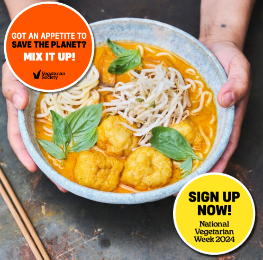 GOT AN APPETITE TO
SAVE THE PLANET?
MIX IT UP!
Vegetarian
Society
SIGN UP
NOW!
National
Vegetarian
Week 2024